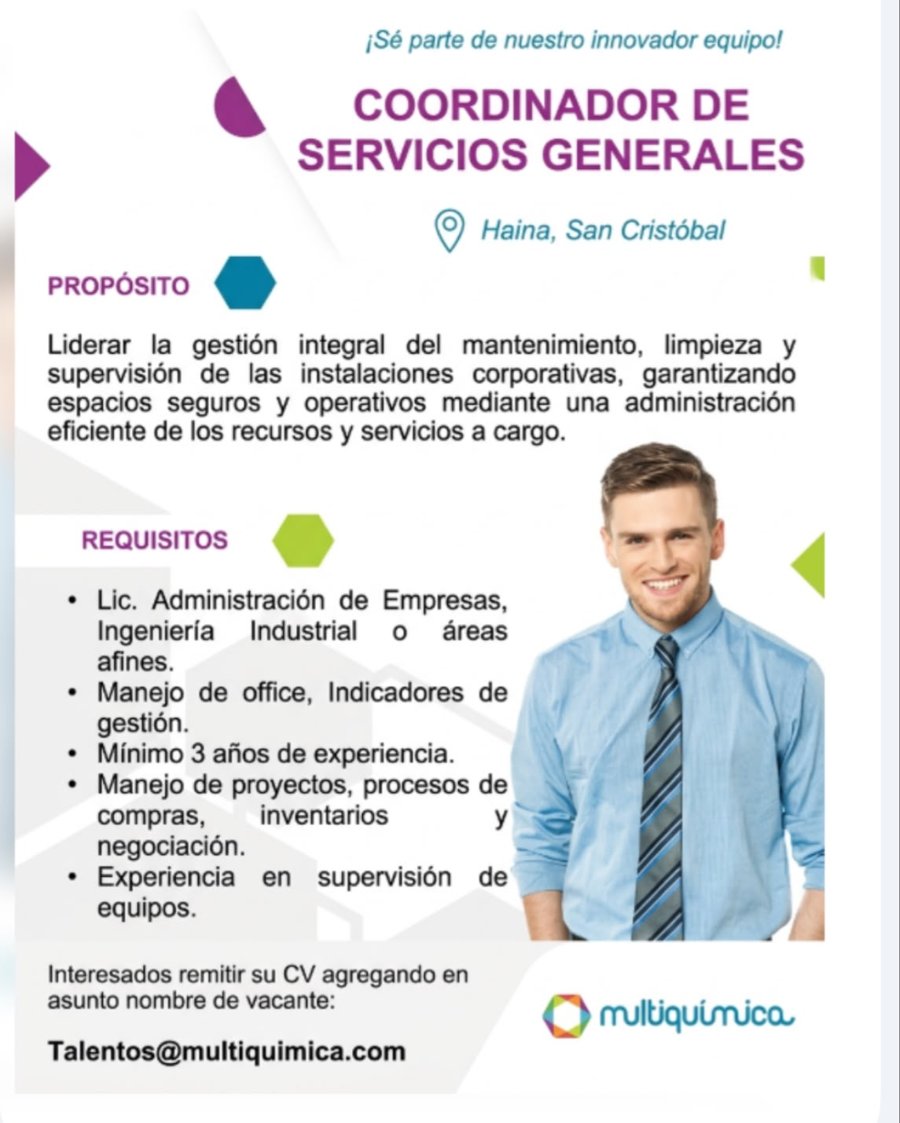 ¡Sé parte de nuestro innovador equipo!
COORDINADOR DE
SERVICIOS GENERALES
Haina, San Cristóbal
PROPÓSITO
Liderar la gestión integral del mantenimiento, limpieza y
supervisión de las instalaciones corporativas, garantizando
espacios seguros y operativos mediante una administración
eficiente de los recursos y servicios a cargo.
REQUISITOS
• Lic. Administración de Empresas,
Ingeniería Industrial o áreas
afines.
• Manejo de office, Indicadores de
gestión.
• Mínimo 3 años de experiencia.
• Manejo de proyectos, procesos de
compras, inventarios y
negociación.
• Experiencia en supervisión de
equipos.
Interesados remitir su CV agregando en
asunto nombre de vacante:
Talentos@multiquimica.com
multiquímica